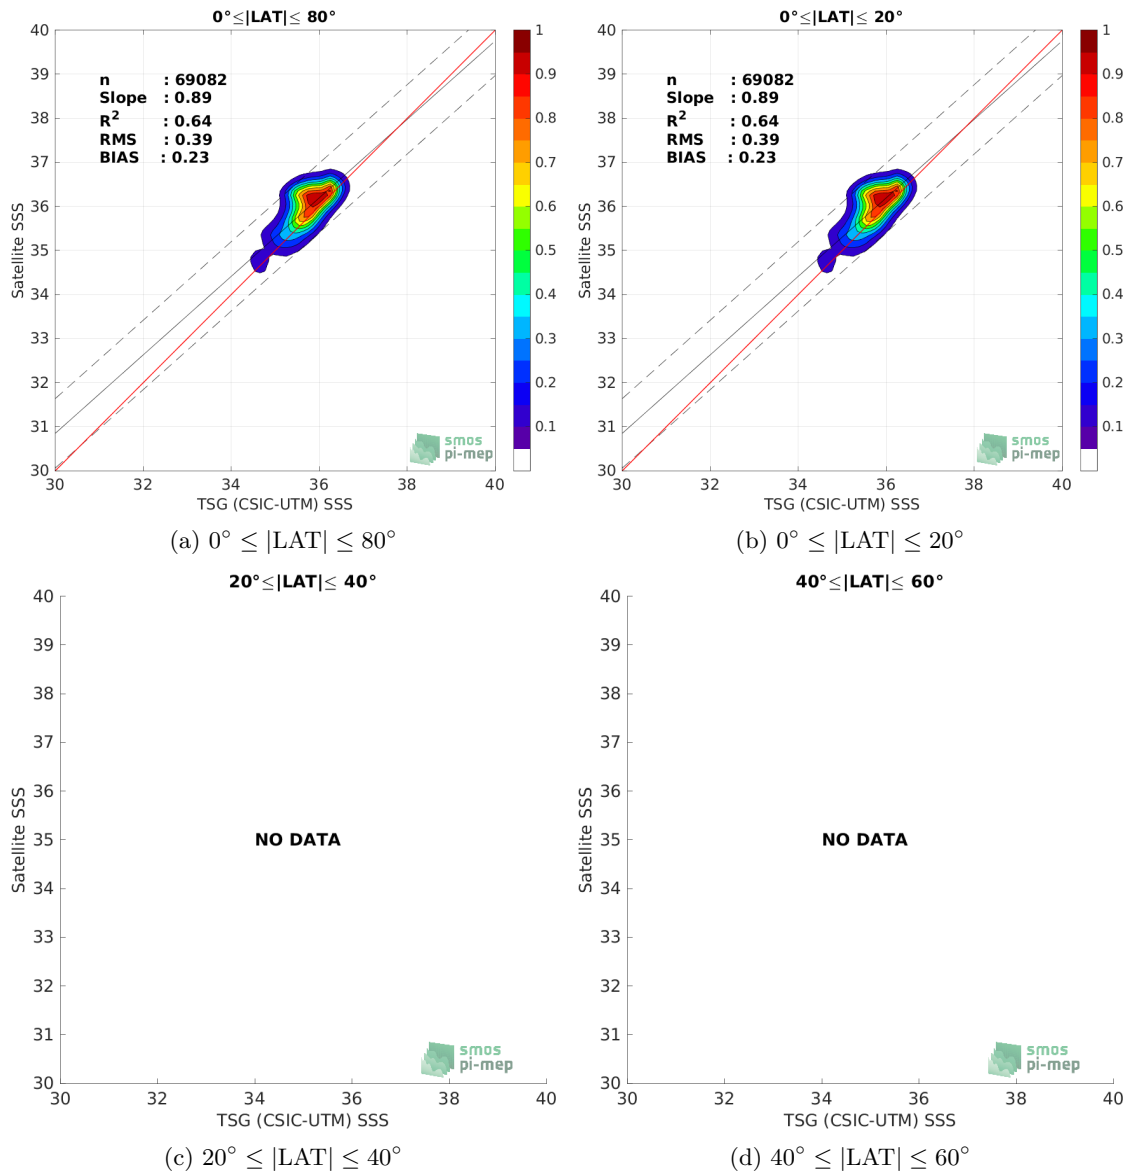 0°≤|LAT|≤ 80°
40
39
38
37
36
35
34
33
32
31
30
30 32 34 36 38 40
Satellite SSS
TSG (CSIC-UTM) SSS
n : 69082
Slope : 0.89
R² : 0.64
RMS : 0.39
BIAS : 0.23
1
0.9
0.8
0.7
0.6
0.5
0.4
0.3
0.2
0.1
smos
pi-mep
(a) 0° ≤ |LAT| ≤ 80°
0°≤|LAT|≤ 20°
40
39
38
37
36
35
34
33
32
31
30
30 32 34 36 38 40
Satellite SSS
TSG (CSIC-UTM) SSS
n : 69082
Slope : 0.89
R² : 0.64
RMS : 0.39
BIAS : 0.23
1
0.9
0.8
0.7
0.6
0.5
0.4
0.3
0.2
0.1
smos
pi-mep
(b) 0° ≤ |LAT| ≤ 20°
20°≤|LAT|≤ 40°
40
39
38
37
36
35
34
33
32
31
30
30 32 34 36 38 40
Satellite SSS
TSG (CSIC-UTM) SSS
NO DATA
smos
pi-mep
(c) 20° ≤ |LAT| ≤ 40°
40°≤|LAT|≤ 60°
40
39
38
37
36
35
34
33
32
31
30
30 32 34 36 38 40
Satellite SSS
TSG (CSIC-UTM) SSS
NO DATA
smos
pi-mep
(d) 40° ≤ |LAT| ≤ 60°